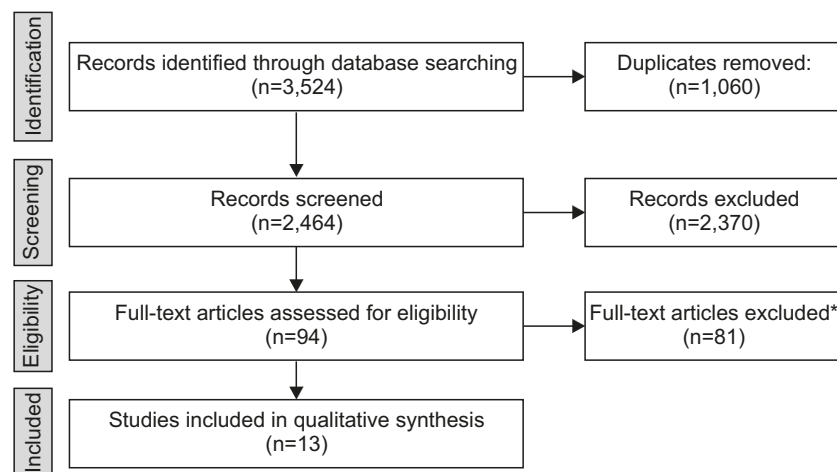 Identification
Records identified through database searching
(n=3,524)
Duplicates removed:
(n=1,060)
Screening
Records screened
(n=2,464)
Records excluded
(n=2,370)
Eligibility
Full-text articles assessed for eligibility
(n=94)
Full-text articles excluded*
(n=81)
Included
Studies included in qualitative synthesis
(n=13)